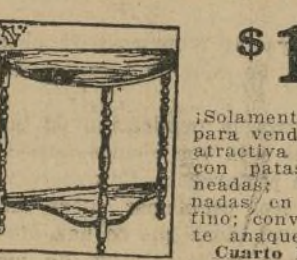 $1
¡Solament
para vend
atractiva
con patas
neadas;
nadas en
fino; conv
te anaque
Cuarto